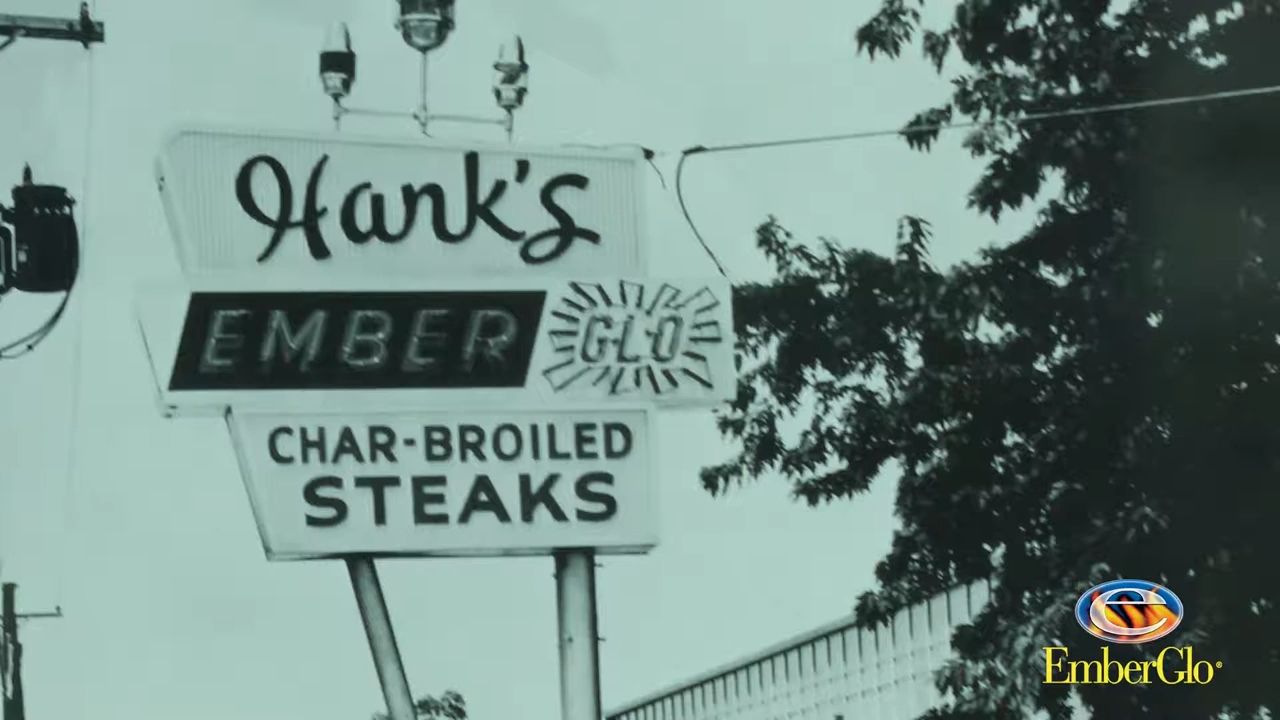 Hank's
EMBER GLO
CHAR-BROILED
STEAKS
e
EmberGlo®